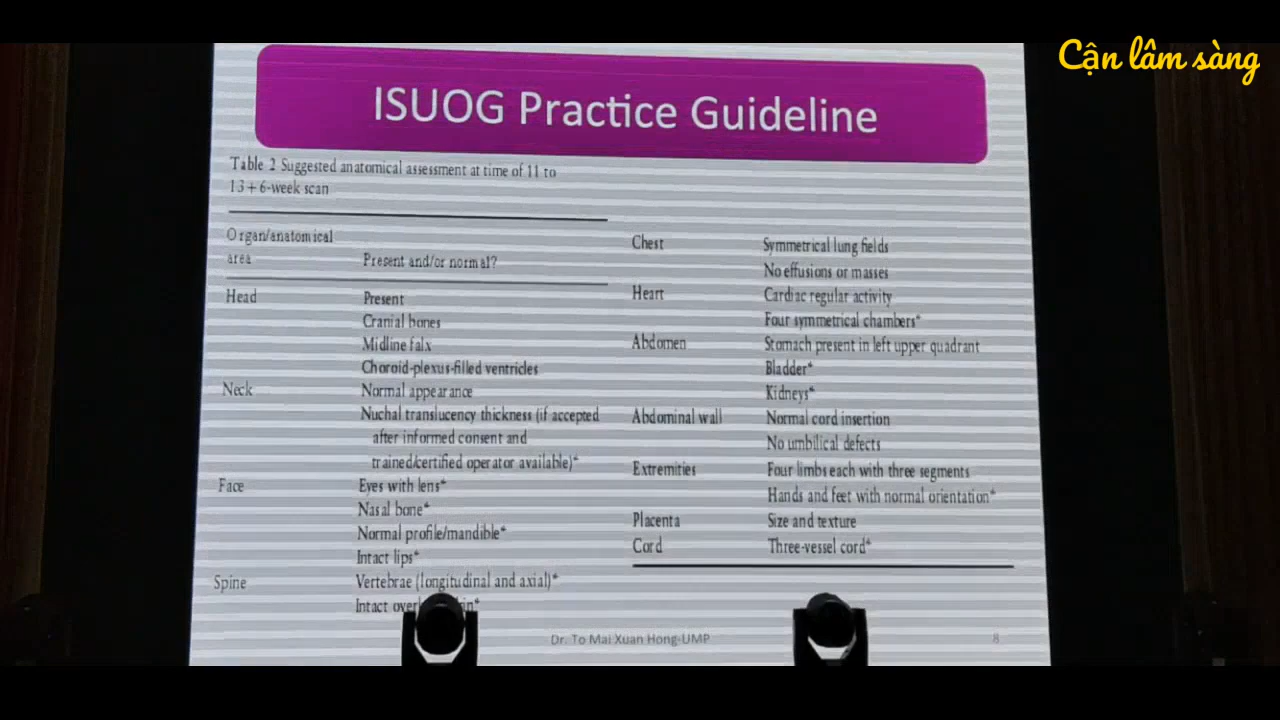 Cận lâm sàng
ISUOG Practice Guideline
Table 2 Suggested anatomical assessment at time of 11 to
13 + 6-week scan
Organ/anatomical
area
Present and/or normal?
Head
Present
Cranial bones
Midline falx
Choroid-plexus-filled ventricles
Neck
Normal appearance
Nuchal translucency thickness (if accepted
after informed consent and
trained/certified operator available)*
Face
Eyes with lens*
Nasal bone*
Normal profile/mandible*
Intact lips*
Spine
Vertebrae (longitudinal and axial)*
Intact
Chest
Symmetrical lung fields
No effusions or masses
Heart
Cardiac regular activity
Four symmetrical chambers*
Abdomen
Stomach present in left upper quadrant
Bladder*
Kidneys*
Abdominal wall
Normal cord insertion
No umbilical defects
Extremities
Four limbs each with three segments
Hands and feet with normal orientation*
Placenta
Size and texture
Cord
Three-vessel cord*
Dr. To Mai Xuan Hong-UMP
8